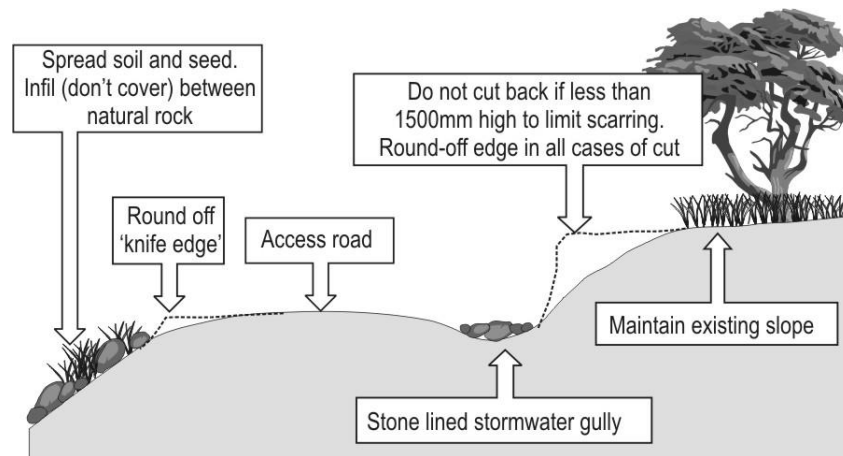 Spread soil and seed.
Infil (don’t cover) between
natural rock
Do not cut back if less than
1500mm high to limit scarring.
Round-off edge in all cases of cut
Round off
‘knife edge’
Access road
Maintain existing slope
Stone lined stormwater gully